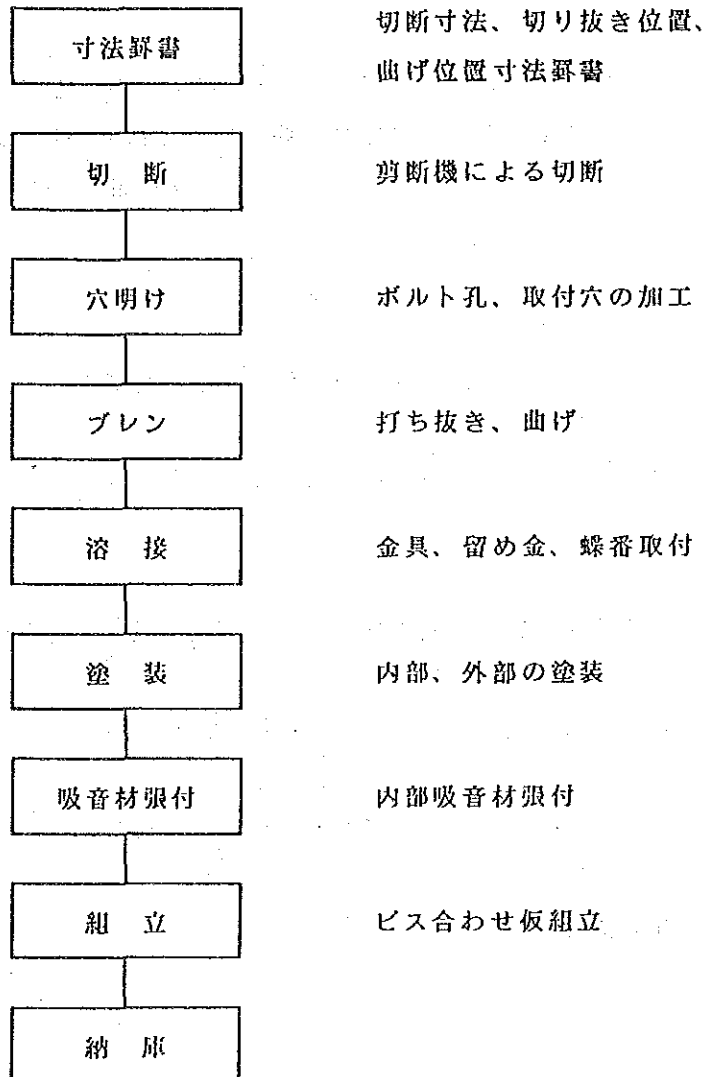 寸法罫書
切断寸法、切り抜き位置、
曲げ位置寸法罫書
切 断
剪断機による切断
穴明け
ボルト孔、取付穴の加工
ブレン
打ち抜き、曲げ
溶 接
金具、留め金、蝶番取付
塗 装
内部、外部の塗装
吸音材張付
内部吸音材張付
組 立
ビス合わせ仮組立
納 庫